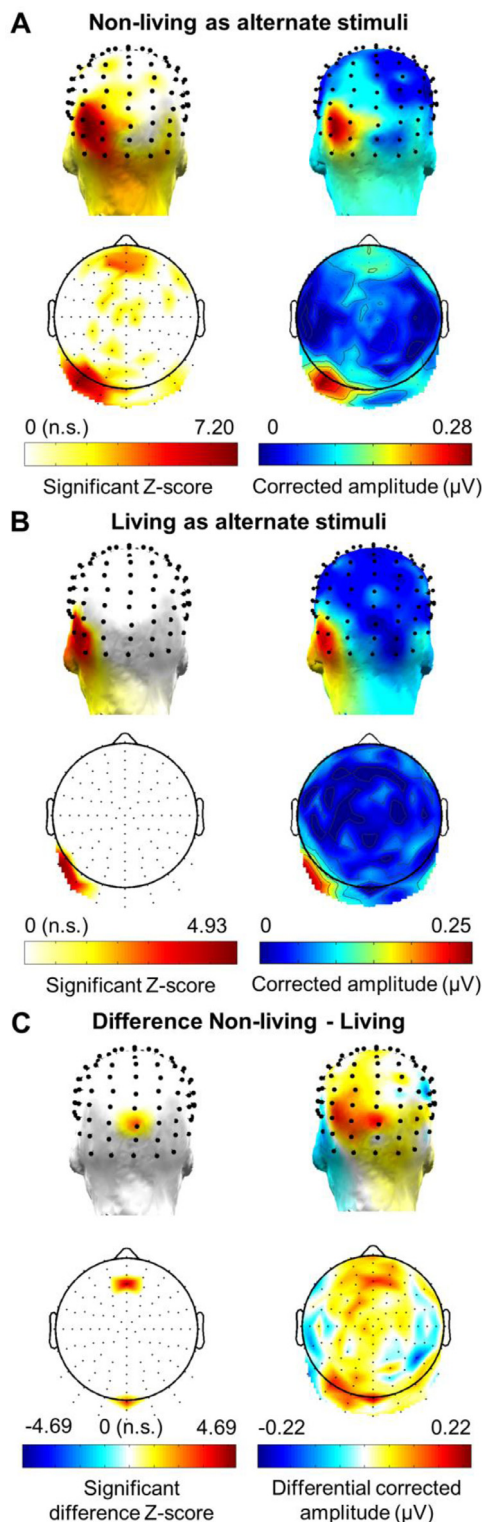 A Non-living as alternate stimuli
0 (n.s.) 7.20 0 0.28
Significant Z-score Corrected amplitude (µV)
B Living as alternate stimuli
0 (n.s.) 4.93 0 0.25
Significant Z-score Corrected amplitude (µV)
C Difference Non-living - Living
-4.69 0 (n.s.) 4.69 -0.22 0.22
Significant Differential corrected
difference Z-score amplitude (µV)